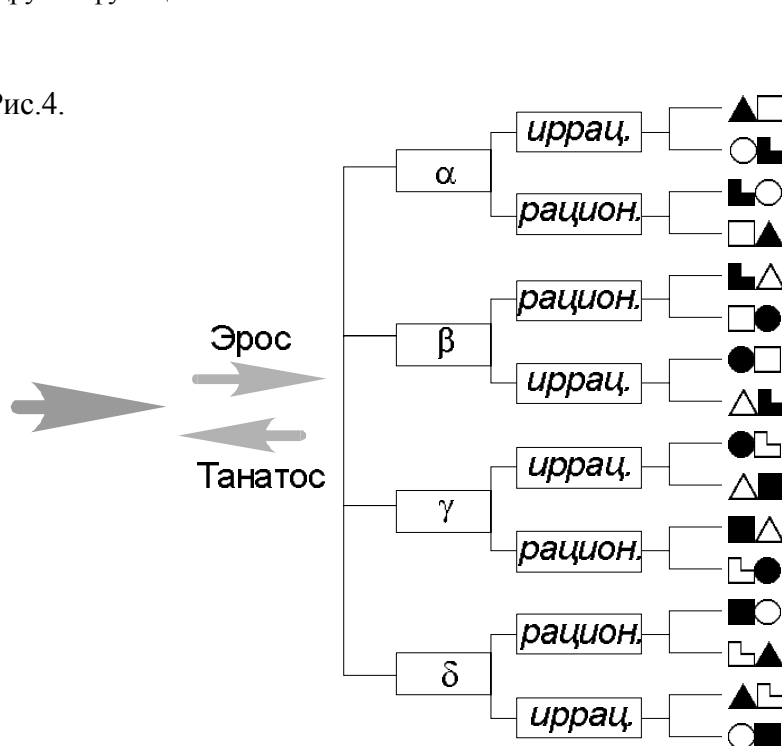 Рис.4.
иррац.
α
рацион.
рацион.
Эрос
β
иррац.
Танатос
иррац.
γ
рацион.
рацион.
δ
иррац.